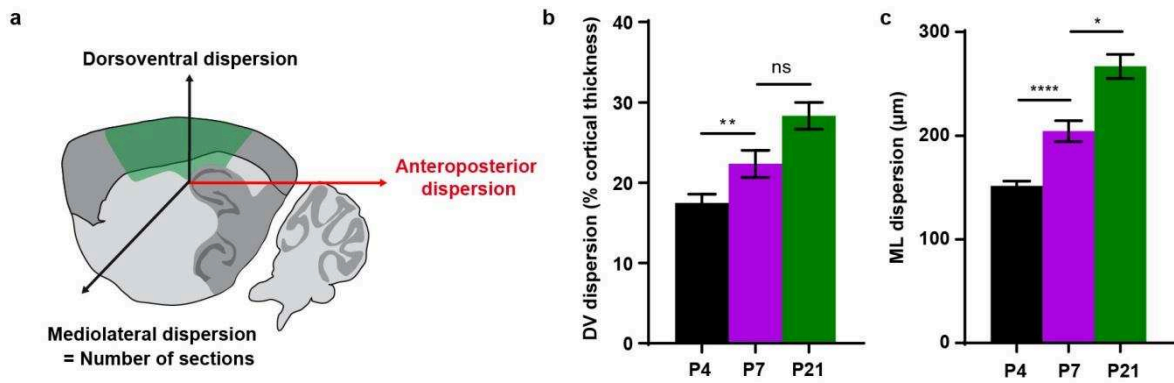 a
Dorsoventral dispersion
Anteroposterior
dispersion
Mediolateral dispersion
= Number of sections
b
DV dispersion (% cortical thickness)
40
30
20
10
0
**
ns
P4 P7 P21
c
ML dispersion (µm)
300
200
100
0
****
*
P4 P7 P21